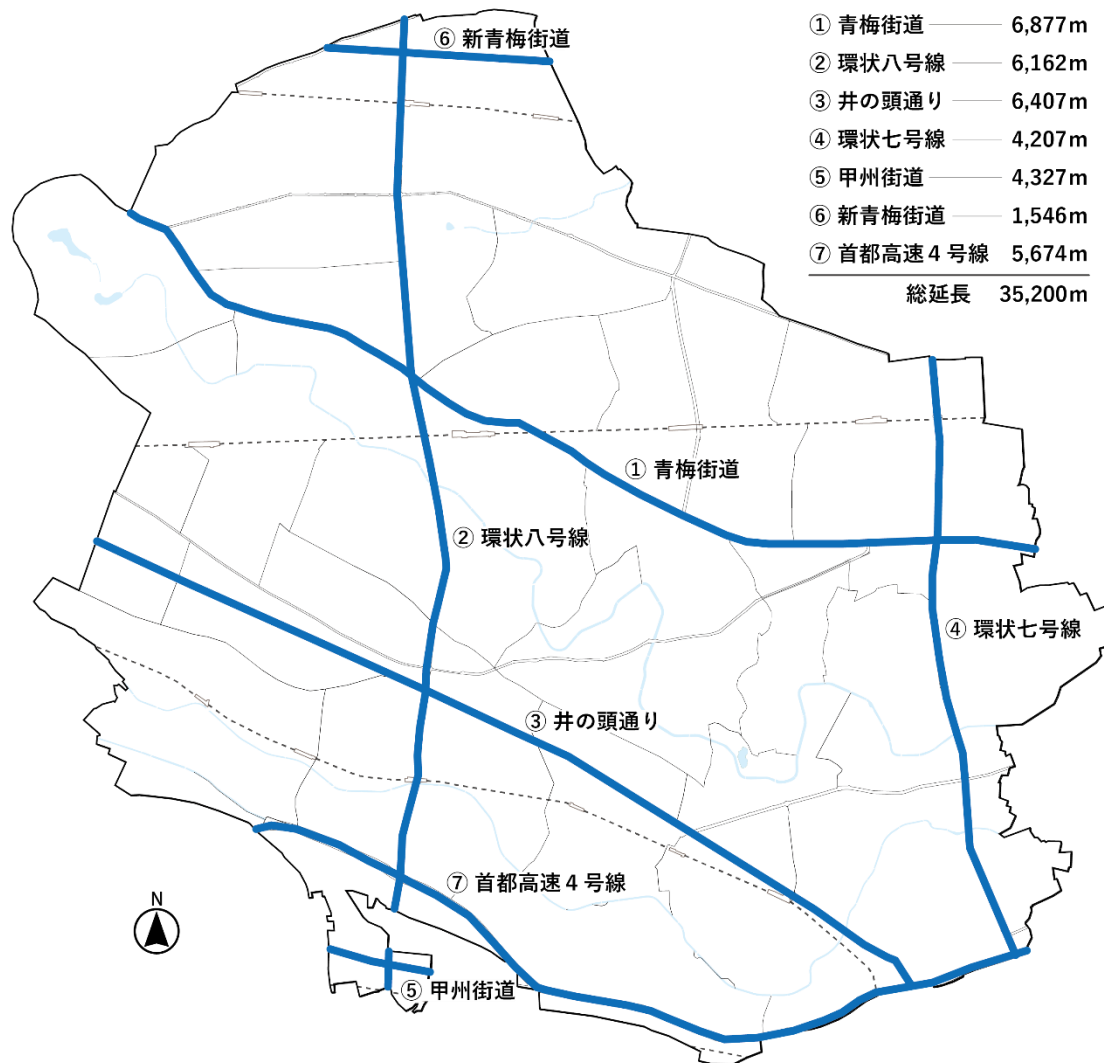 ① 青梅街道 6,877m
② 環状八号線 6,162m
③ 井の頭通り 6,407m
④ 環状七号線 4,207m
⑤ 甲州街道 4,327m
⑥ 新青梅街道 1,546m
⑦ 首都高速４号線 5,674m
総延長 35,200m
⑥ 新青梅街道
① 青梅街道
② 環状八号線
④ 環状七号線
③ 井の頭通り
⑦ 首都高速４号線
N
⑤ 甲州街道